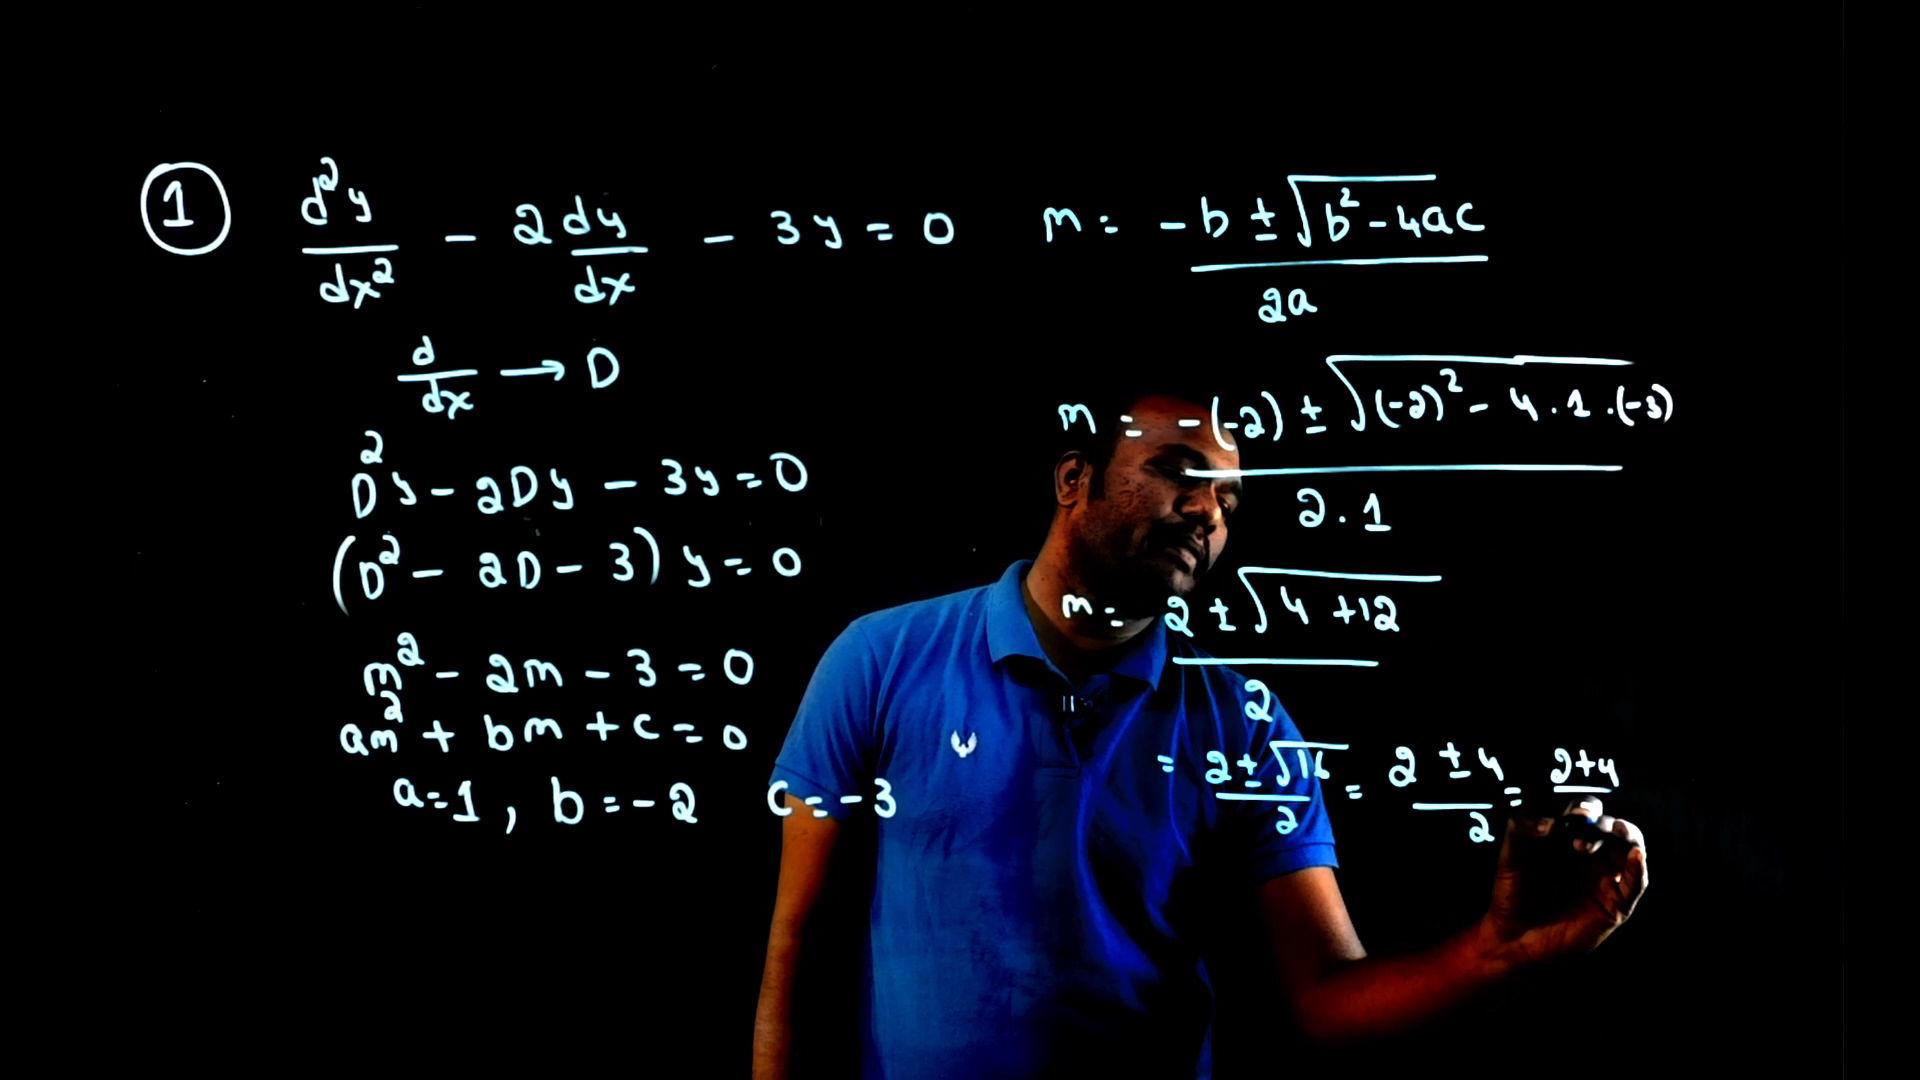 1 d²y/dx² - 2 dy/dx - 3y = 0
d/dx → D
D²y - 2Dy - 3y = 0
(D² - 2D - 3) y = 0
m² - 2m - 3 = 0
am² + bm + c = 0
a = 1 , b = -2 c = -3
m = -b ± √(b² - 4ac) / 2a
m = -(-2) ± √((-2)² - 4 . 1 . (-3)) / 2 . 1
m = 2 ± √(4 + 12) / 2
= 2 ± √16 / 2 = 2 ± 4 / 2 = 2+4